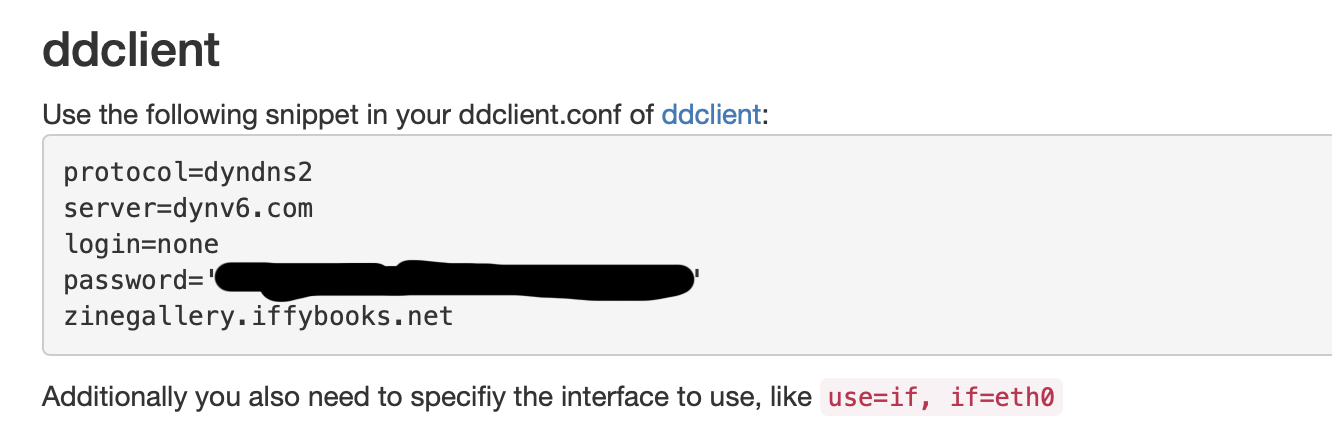 ddclient
Use the following snippet in your ddclient.conf of ddclient:
protocol=dyndns2
server=dynv6.com
login=none
password=''
zinegallery.iffybooks.net
Additionally you also need to specifiy the interface to use, like use=if, if=eth0